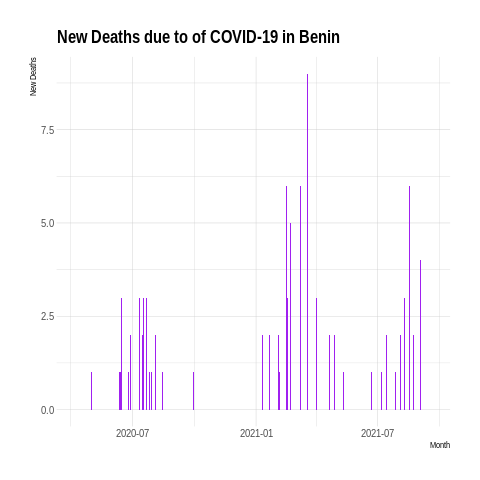 New Deaths due to of COVID-19 in Benin
New Deaths
7.5
5.0
2.5
0.0
2020-07
2021-01
2021-07
Month